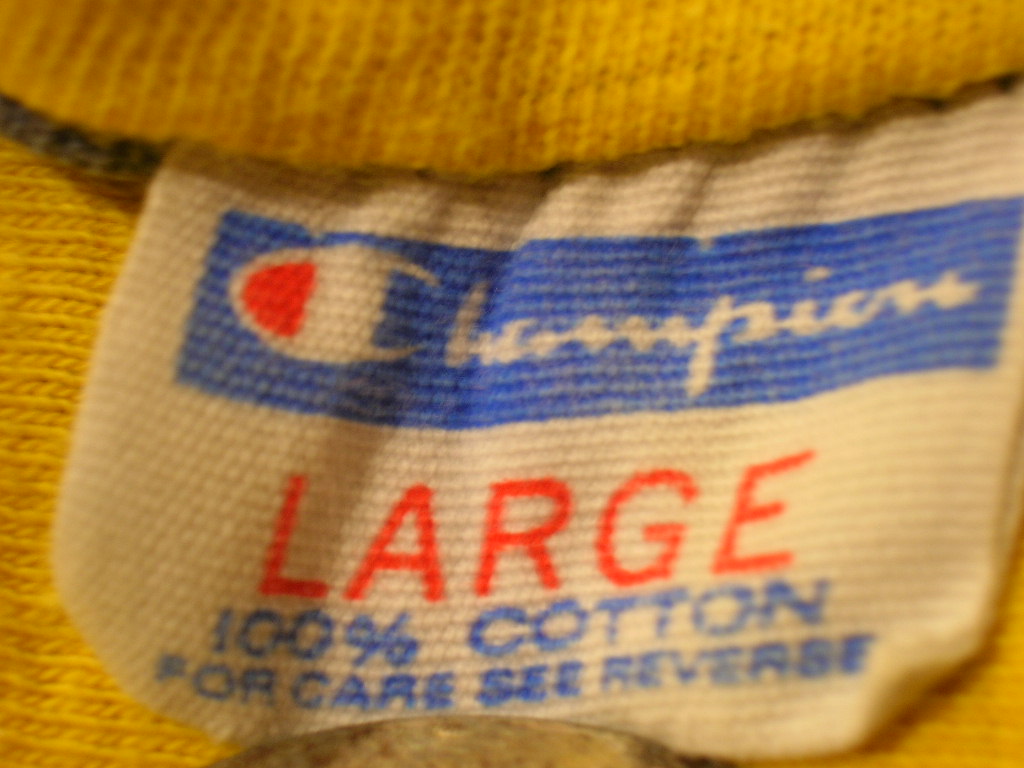 Champion
LARGE
100% COTTON
FOR CARE SEE REVERSE